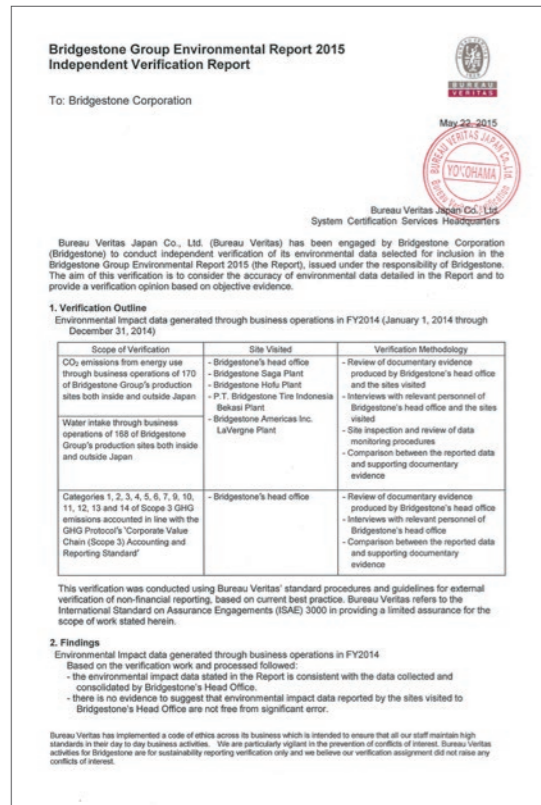 Bridgestone Group Environmental Report 2015
Independent Verification Report
BUREAU
VERITAS
To: Bridgestone Corporation
May 22, 2015
BUREAU VERITAS JAPAN Co., Ltd.
YOKOHAMA
Bureau Veritas Certification
Bureau Veritas Japan Co., Ltd.
System Certification Services Headquarters
Bureau Veritas Japan Co., Ltd. (Bureau Veritas) has been engaged by Bridgestone Corporation
(Bridgestone) to conduct independent verification of its environmental data selected for inclusion in the
Bridgestone Group Environmental Report 2015 (the Report), issued under the responsibility of Bridgestone.
The aim of this verification is to consider the accuracy of environmental data detailed in the Report and to
provide a verification opinion based on objective evidence.
1. Verification Outline
Environmental Impact data generated through business operations in FY2014 (January 1, 2014 through
December 31, 2014)
Scope of Verification
Site Visited
Verification Methodology
CO₂ emissions from energy use
through business operations of 170
of Bridgestone Group's production
sites both inside and outside Japan
Water intake through business
operations of 168 of Bridgestone
Group's production sites both inside
and outside Japan
- Bridgestone's head office
- Bridgestone Saga Plant
- Bridgestone Hofu Plant
- P.T. Bridgestone Tire Indonesia
Bekasi Plant
- Bridgestone Americas Inc.
LaVergne Plant
- Review of documentary evidence
produced by Bridgestone's head office
and the sites visited
- Interviews with relevant personnel of
Bridgestone's head office and the sites
visited
- Site inspection and review of data
monitoring procedures
- Comparison between the reported data
and supporting documentary
evidence
Categories 1, 2, 3, 4, 5, 6, 7, 9, 10,
11, 12, 13 and 14 of Scope 3 GHG
emissions accounted in line with the
GHG Protocol's 'Corporate Value
Chain (Scope 3) Accounting and
Reporting Standard'
- Bridgestone's head office
- Review of documentary evidence
produced by Bridgestone's head office
- Interviews with relevant personnel of
Bridgestone's head office
- Comparison between the reported data
and supporting documentary
evidence
This verification was conducted using Bureau Veritas' standard procedures and guidelines for external
verification of non-financial reporting, based on current best practice. Bureau Veritas refers to the
International Standard on Assurance Engagements (ISAE) 3000 in providing a limited assurance for the
scope of work stated herein.
2. Findings
Environmental Impact data generated through business operations in FY2014
Based on the verification work and processed followed:
- the environmental impact data stated in the Report is consistent with the data collected and
consolidated by Bridgestone's Head Office.
- there is no evidence to suggest that environmental impact data reported by the sites visited to
Bridgestone's Head Office are not free from significant error.
Bureau Veritas has implemented a code of ethics across its business which is intended to ensure that all our staff maintain high
standards in their day to day business activities. We are particularly vigilant in the prevention of conflicts of interest. Bureau Veritas
activities for Bridgestone are for sustainability reporting verification only and we believe our verification assignment did not raise any
conflicts of interest.